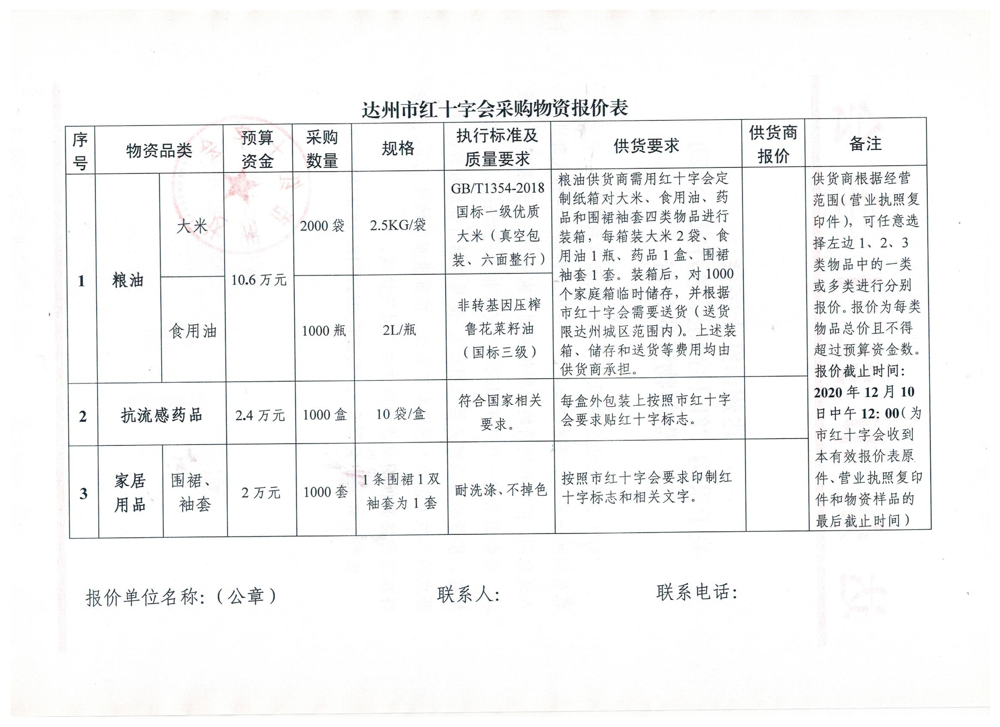 达州市红十字会采购物资报价表
序
号
物资品类
预算
资金
采购
数量
规格
执行标准及
质量要求
供货要求
供货商
报价
备注
1
粮油
大米
10.6 万元
2000 袋
2.5KG/袋
GB/T1354-2018
国标一级优质
大米（真空包
装、六面整行）
食用油
1000 瓶
2L/瓶
非转基因压榨
鲁花菜籽油
（国标三级）
粮油供货商需用红十字会定
制纸箱对大米、食用油、药
品和围裙袖套四类物品进行
装箱，每箱装大米 2 袋、食
用油 1 瓶、药品 1 盒、围裙
袖套 1 套。装箱后，对 1000
个家庭箱临时储存，并根据
市红十字会需要送货（送货
限达州城区范围内）。上述装
箱、储存和送货等费用均由
供货商承担。
2
抗流感药品
2.4 万元
1000 盒
10 袋/盒
符合国家相关
要求。
每盒外包装上按照市红十字
会要求贴红十字标志。
3
家居
用品
围裙、
袖套
2 万元
1000 套
1 条围裙 1 双
袖套为 1 套
耐洗涤、不掉色
按照市红十字会要求印制红
十字标志和相关文字。
供货商根据经营
范围（营业执照复
印件），可任意选
择左边 1、2、3
类物品中的一类
或多类进行分别
报价。报价为每类
物品总价且不得
超过预算资金数。
报价截止时间：
2020 年 12 月 10
日中午 12：00（为
市红十字会收到
本有效报价表原
件、营业执照复印
件和物资样品的
最后截止时间）
报价单位名称：（公章）
联系人：
联系电话：